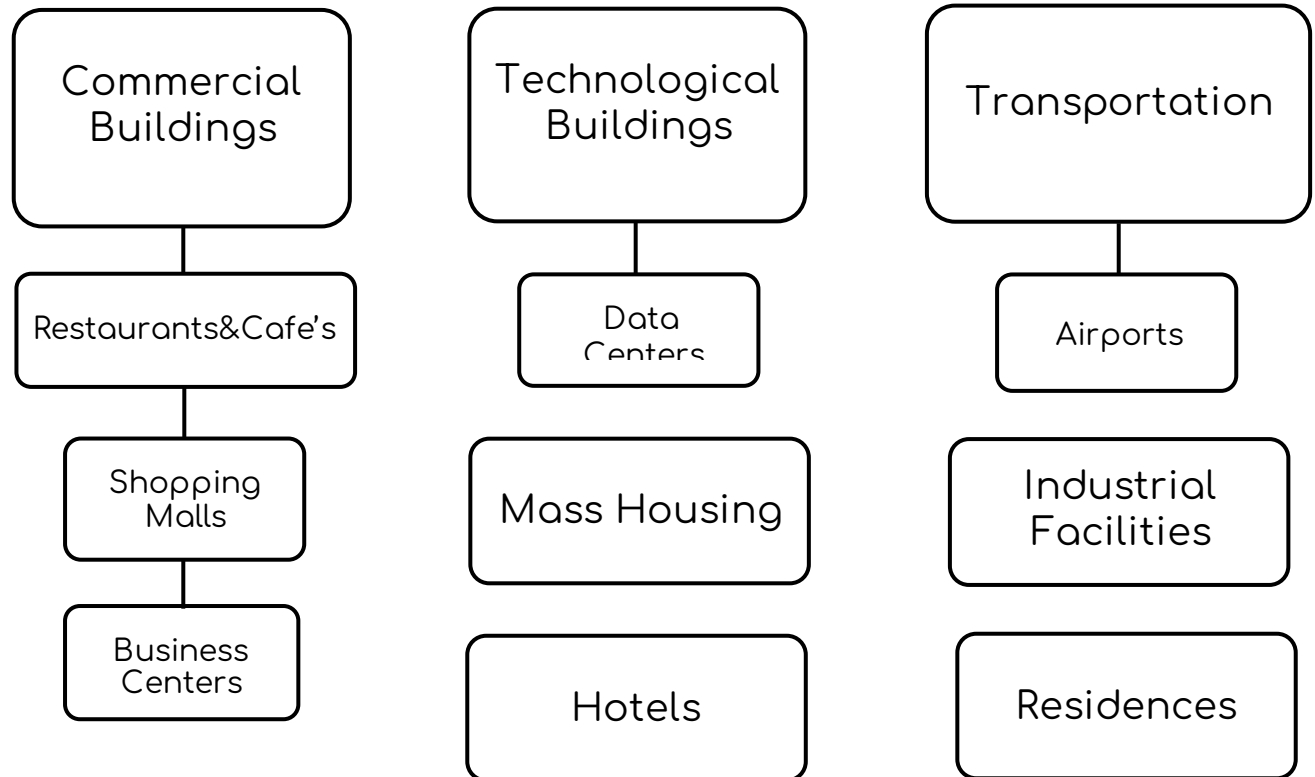 Commercial
Buildings
Restaurants&Cafe’s
Shopping
Malls
Business
Centers
Technological
Buildings
Data
Centers
Mass Housing
Hotels
Transportation
Airports
Industrial
Facilities
Residences